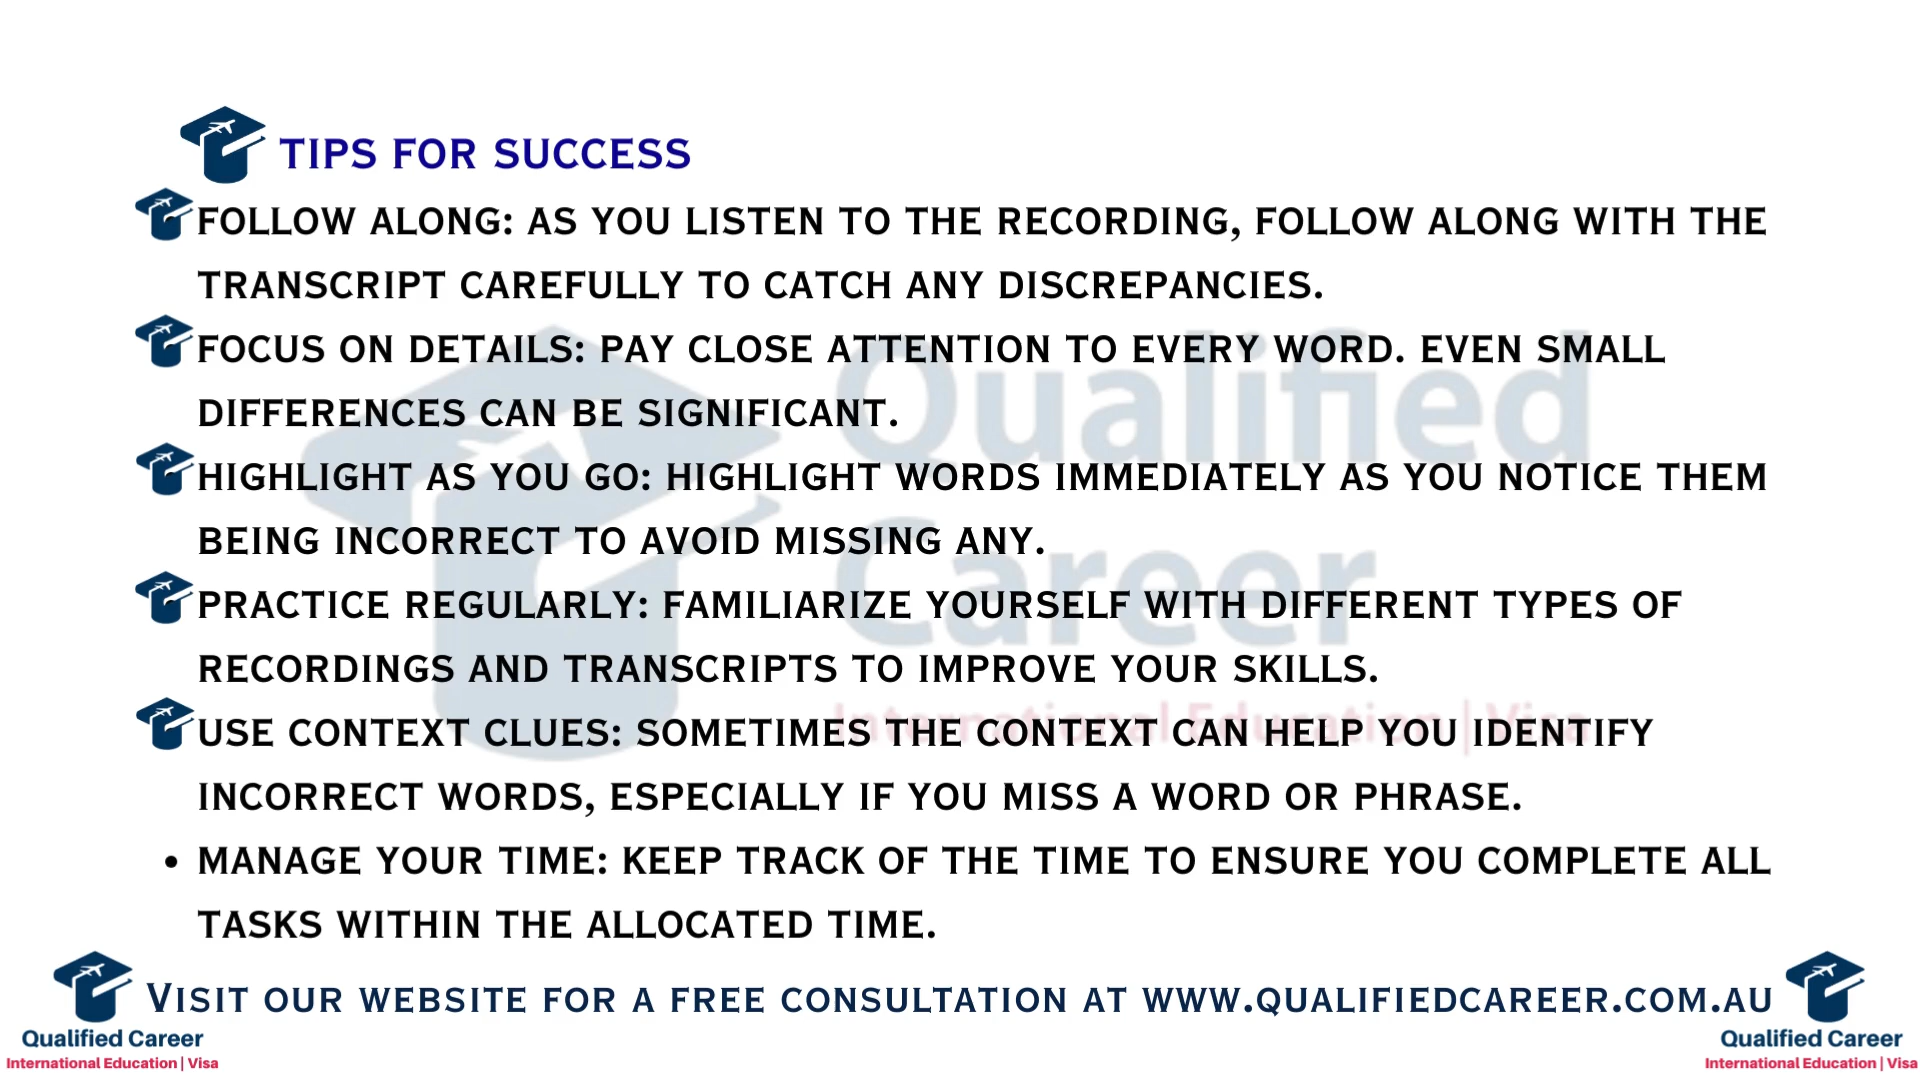 TIPS FOR SUCCESS
FOLLOW ALONG: AS YOU LISTEN TO THE RECORDING, FOLLOW ALONG WITH THE
TRANSCRIPT CAREFULLY TO CATCH ANY DISCREPANCIES.
FOCUS ON DETAILS: PAY CLOSE ATTENTION TO EVERY WORD. EVEN SMALL
DIFFERENCES CAN BE SIGNIFICANT.
HIGHLIGHT AS YOU GO: HIGHLIGHT WORDS IMMEDIATELY AS YOU NOTICE THEM
BEING INCORRECT TO AVOID MISSING ANY.
PRACTICE REGULARLY: FAMILIARIZE YOURSELF WITH DIFFERENT TYPES OF
RECORDINGS AND TRANSCRIPTS TO IMPROVE YOUR SKILLS.
USE CONTEXT CLUES: SOMETIMES THE CONTEXT CAN HELP YOU IDENTIFY
INCORRECT WORDS, ESPECIALLY IF YOU MISS A WORD OR PHRASE.
• MANAGE YOUR TIME: KEEP TRACK OF THE TIME TO ENSURE YOU COMPLETE ALL
TASKS WITHIN THE ALLOCATED TIME.
Qualified
Career
International Education | Visa
VISIT OUR WEBSITE FOR A FREE CONSULTATION AT WWW.QUALIFIEDCAREER.COM.AU
Qualified Career
International Education | Visa
Qualified Career
International Education | Visa